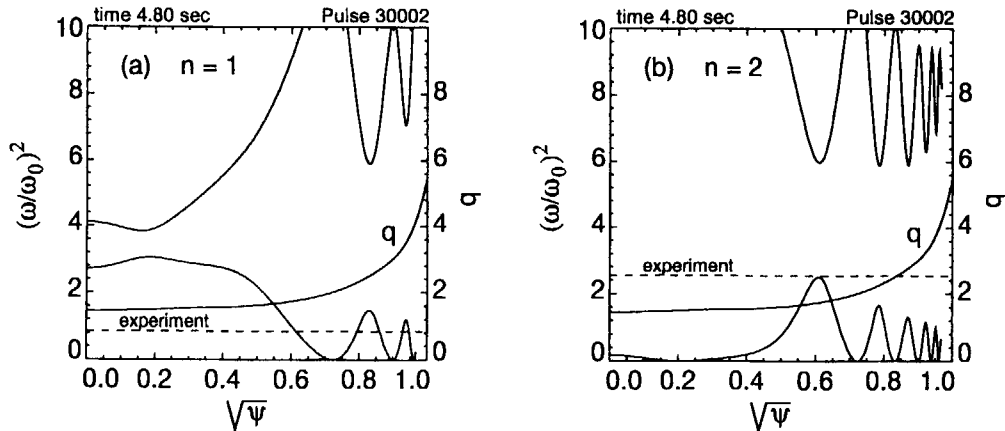 time 4.80 sec Pulse 30002
(a) n = 1
(ω/ω₀)²
10
8
6
4
2
0
8
6
4
2
0
q
q
experiment
0.0 0.2 0.4 0.6 0.8 1.0
√ψ
time 4.80 sec Pulse 30002
(b) n = 2
(ω/ω₀)²
10
8
6
4
2
0
8
6
4
2
0
q
q
experiment
0.0 0.2 0.4 0.6 0.8 1.0
√ψ